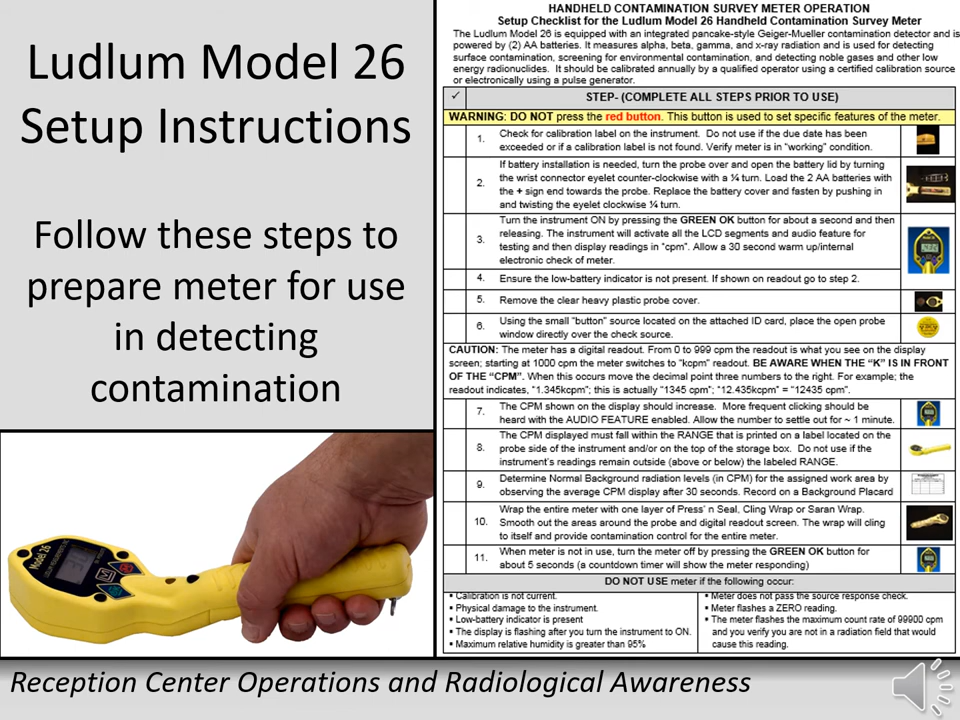 Ludlum Model 26
Setup Instructions
Follow these steps to
prepare meter for use
in detecting
contamination
HANDHELD CONTAMINATION SURVEY METER OPERATION
Setup Checklist for the Ludlum Model 26 Handheld Contamination Survey Meter
The Ludlum Model 26 is equipped with an integrated pancake-style Geiger-Mueller contamination detector and is
powered by (2) AA batteries. It measures alpha, beta, gamma, and x-ray radiation and is used for detecting
surface contamination, screening for environmental contamination, and detecting noble gases and other low
energy radionuclides. It should be calibrated annually by a qualified operator using a certified calibration source
or electronically using a pulse generator.
✓ STEP- (COMPLETE ALL STEPS PRIOR TO USE)
WARNING: DO NOT press the red button. This button is used to set specific features of the meter.
1. Check for calibration label on the instrument. Do not use if the due date has been
exceeded or if a calibration label is not found. Verify meter is in “working” condition.
2. If battery installation is needed, turn the probe over and open the battery lid by turning
the wrist connector eyelet counter-clockwise with a ¼ turn. Load the 2 AA batteries with
the + sign end towards the probe. Replace the battery cover and fasten by pushing in
and twisting the eyelet clockwise ¼ turn.
3. Turn the instrument ON by pressing the GREEN OK button for about a second and then
releasing. The instrument will activate all the LCD segments and audio feature for
testing and then display readings in “cpm”. Allow a 30 second warm up/internal
electronic check of meter.
4. Ensure the low-battery indicator is not present. If shown on readout go to step 2.
5. Remove the clear heavy plastic probe cover.
6. Using the small “button” source located on the attached ID card, place the open probe
window directly over the check source.
CAUTION: The meter has a digital readout. From 0 to 999 cpm the readout is what you see on the display
screen; starting at 1000 cpm the meter switches to “kcpm” readout. BE AWARE WHEN THE “K” IS IN FRONT
OF THE “CPM”. When this occurs move the decimal point three numbers to the right. For example; the
readout indicates, “1.345kcpm”; this is actually “1345 cpm”; “12.435kcpm” = “12435 cpm”.
7. The CPM shown on the display should increase. More frequent clicking should be
heard with the AUDIO FEATURE enabled. Allow the number to settle out for ~ 1 minute.
8. The CPM displayed must fall within the RANGE that is printed on a label located on the
probe side of the instrument and/or on the top of the storage box. Do not use if the
instrument’s readings remain outside (above or below) the labeled RANGE.
9. Determine Normal Background radiation levels (in CPM) for the assigned work area by
observing the average CPM display after 30 seconds. Record on a Background Placard
10. Wrap the entire meter with one layer of Press’ n Seal, Cling Wrap or Saran Wrap.
Smooth out the areas around the probe and digital readout screen. The wrap will cling
to itself and provide contamination control for the entire meter.
11. When meter is not in use, turn the meter off by pressing the GREEN OK button for
about 5 seconds (a countdown timer will show the meter responding)
DO NOT USE meter if the following occur:
• Calibration is not current.
• Physical damage to the instrument.
• Low-battery indicator is present
• The display is flashing after you turn the instrument to ON.
• Maximum relative humidity is greater than 95%
• Meter does not pass the source response check.
• Meter flashes a ZERO reading.
• The meter flashes the maximum count rate of 99900 cpm
and you verify you are not in a radiation field that would
cause this reading.
Model 26
Reception Center Operations and Radiological Awareness